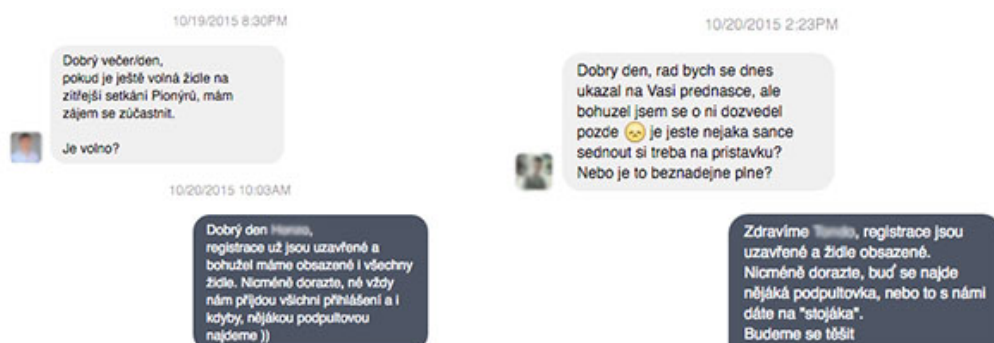 10/19/2015 8:30PM
Dobrý večer/den,
pokud je ještě volná židle na
zítřejší setkání Pionýrů, mám
zájem se zúčastnit.
Je volno?
10/20/2015 10:03AM
Dobrý den
registrace už jsou uzavřené a
bohužel máme obsazené i všechny
židle. Nicméně dorazte, né vždy
nám přijdou všichni přihlášení a i
kdyby, nějákou podpultovou
najdeme ))
10/20/2015 2:23PM
Dobry den, rad bych se dnes
ukazal na Vasi prednasce, ale
bohuzel jsem se o ni dozvedel
pozde 😞 je jeste nejaka sance
sednout si treba na pristavku?
Nebo je to beznadejne plne?
Zdravíme , registrace jsou
uzavřené a židle obsazené.
Nicméně dorazte, buď se najde
nějáká podpultovka, nebo to s námi
dáte na "stojáka".
Budeme se těšit